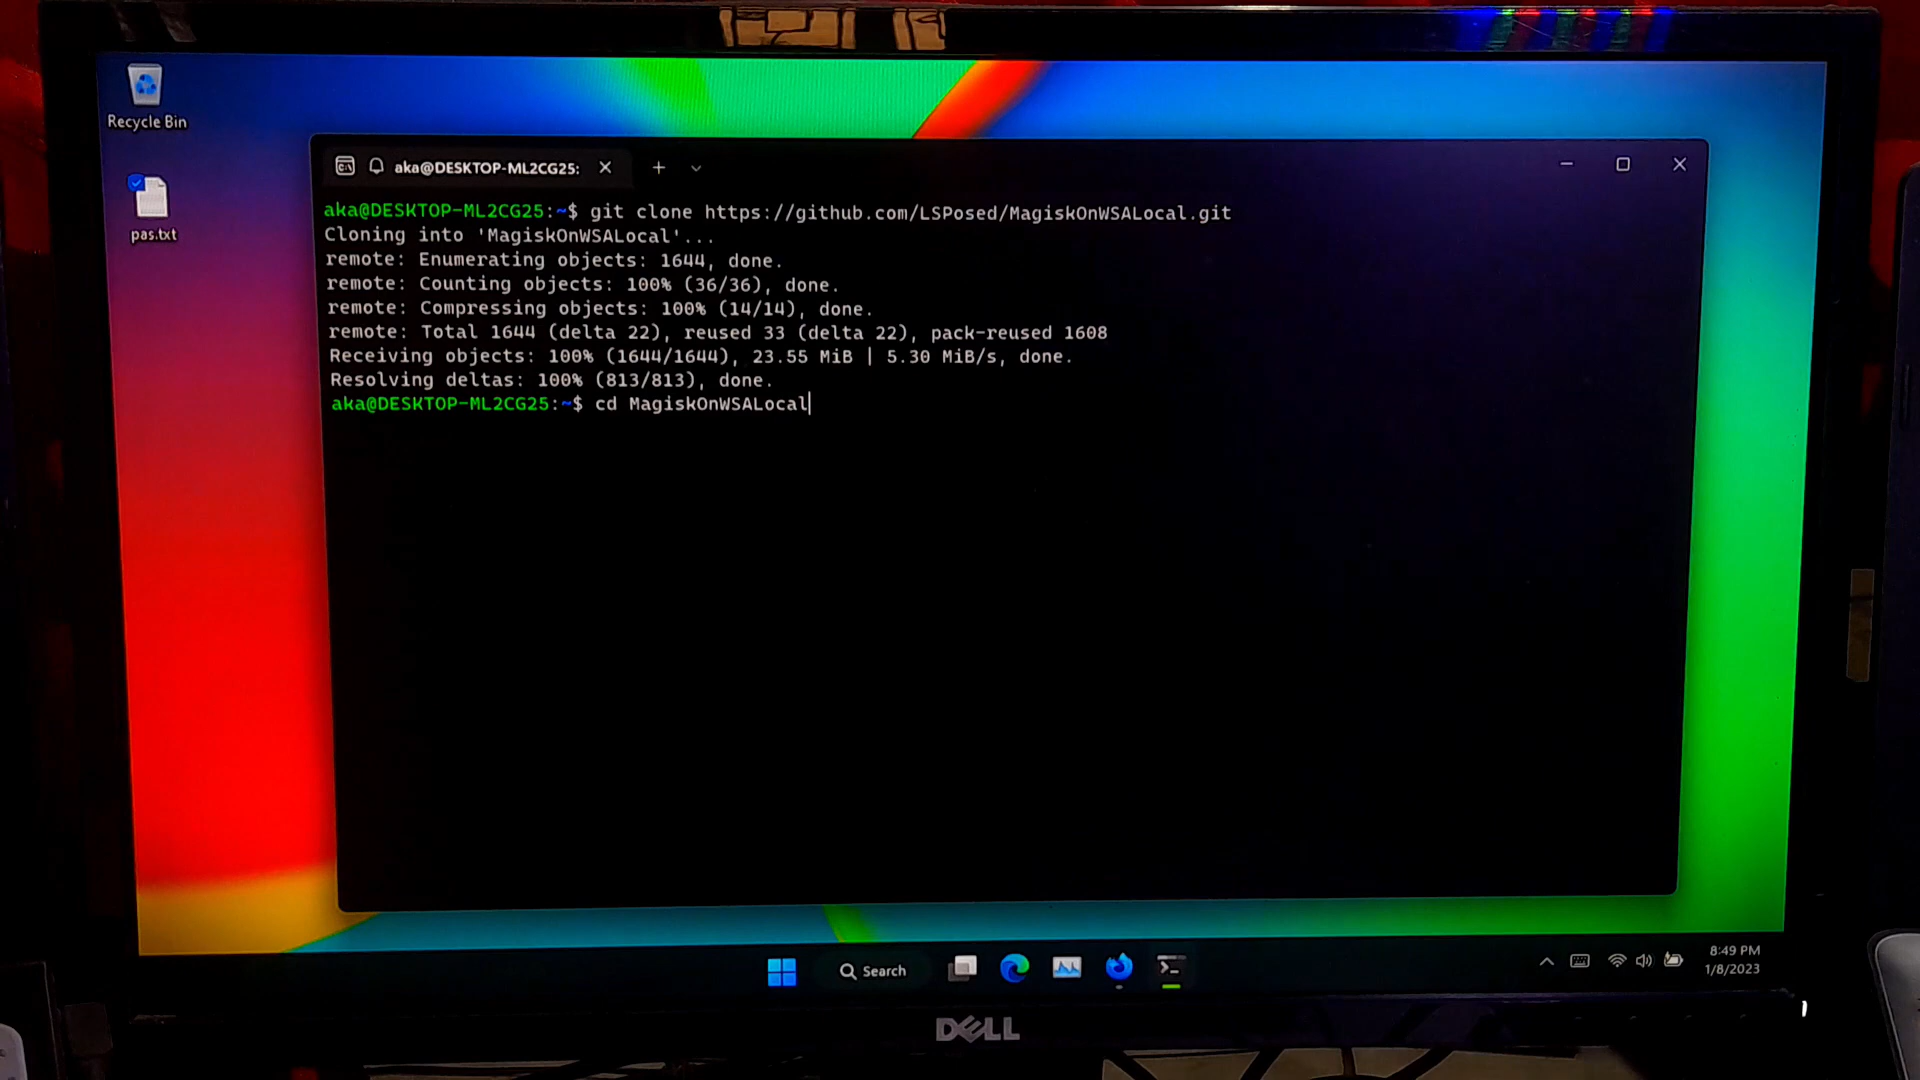 Recycle Bin
pas.txt
aka@DESKTOP-ML2CG25:
aka@DESKTOP-ML2CG25:~$ git clone https://github.com/LSPosed/MagiskOnWSALocal.git
Cloning into 'MagiskOnWSALocal'...
remote: Enumerating objects: 1644, done.
remote: Counting objects: 100% (36/36), done.
remote: Compressing objects: 100% (14/14), done.
remote: Total 1644 (delta 22), reused 33 (delta 22), pack-reused 1608
Receiving objects: 100% (1644/1644), 23.55 MiB | 5.30 MiB/s, done.
Resolving deltas: 100% (813/813), done.
aka@DESKTOP-ML2CG25:~$ cd MagiskOnWSALocal
Search
8:49 PM
1/8/2023
DELL